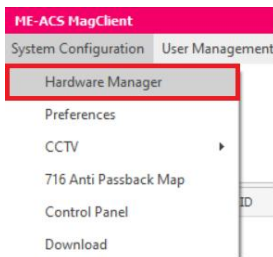 ME-ACS MagClient
System Configuration User Management
Hardware Manager
Preferences
CCTV
716 Anti Passback Map
ID
Control Panel
Download